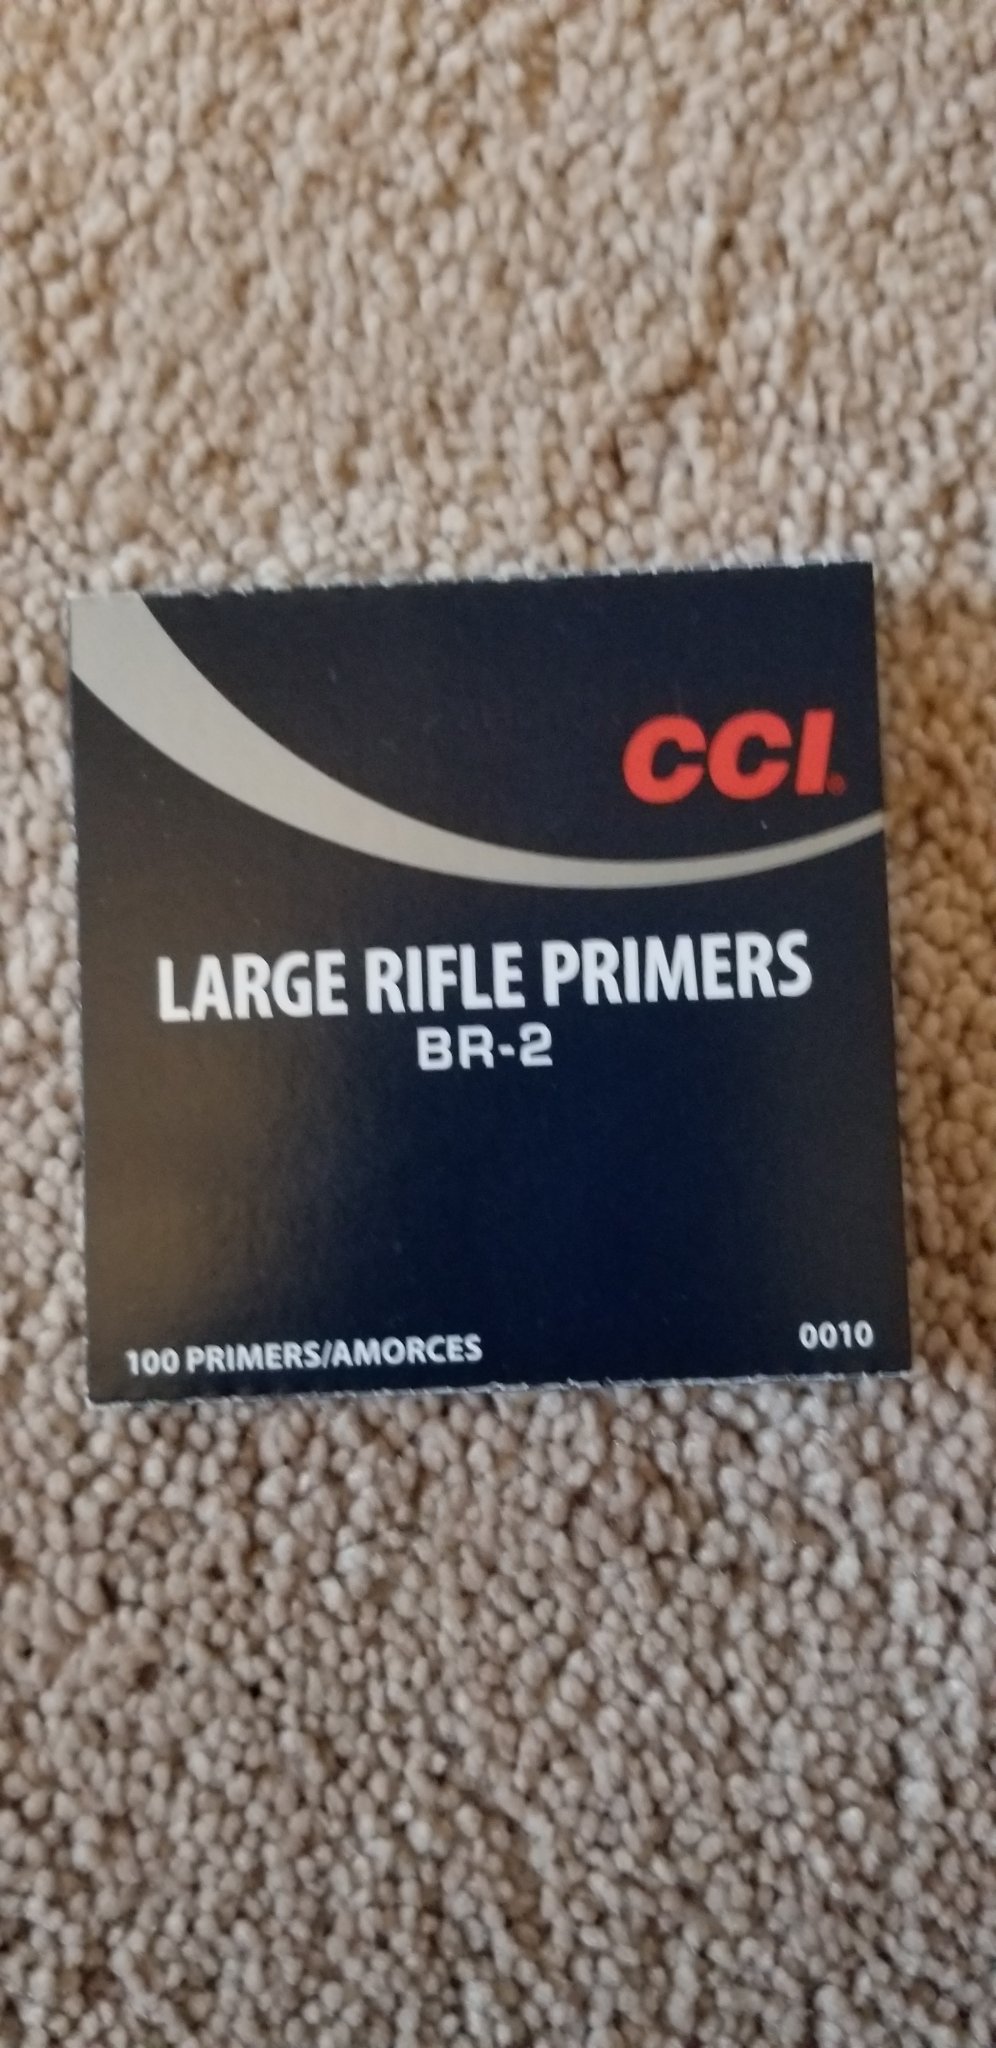 CCI®
LARGE RIFLE PRIMERS
BR-2
100 PRIMERS/AMORCES
0010